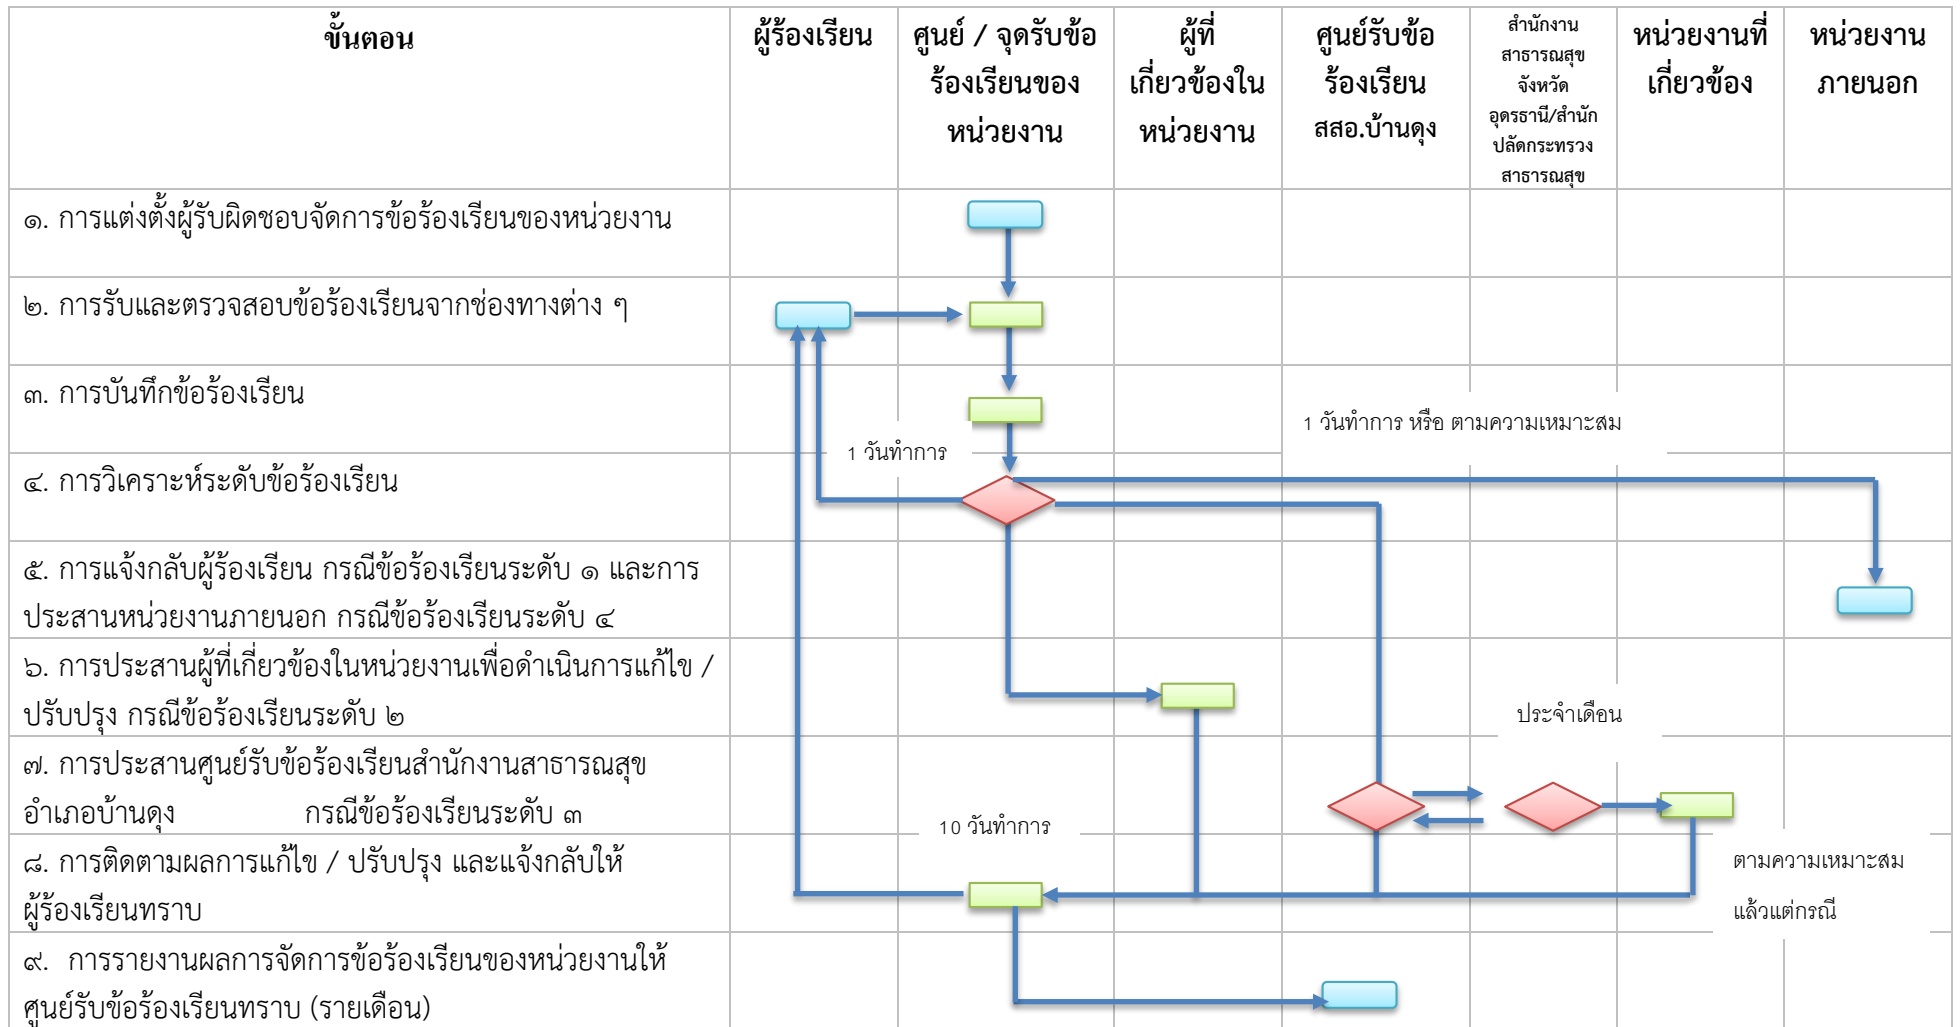 ขั้นตอน
ผู้ร้องเรียน
ศูนย์ / จุดรับข้อ
ร้องเรียนของ
หน่วยงาน
ผู้ที่
เกี่ยวข้องใน
หน่วยงาน
ศูนย์รับข้อ
ร้องเรียน
สสอ.บ้านดุง
สำนักงาน
สาธารณสุข
จังหวัด
อุดรธานี/สำนัก
ปลัดกระทรวง
สาธารณสุข
หน่วยงานที่
เกี่ยวข้อง
หน่วยงาน
ภายนอก
๑. การแต่งตั้งผู้รับผิดชอบจัดการข้อร้องเรียนของหน่วยงาน
๒. การรับและตรวจสอบข้อร้องเรียนจากช่องทางต่าง ๆ
๓. การบันทึกข้อร้องเรียน
1 วันทำการ
1 วันทำการ หรือ ตามความเหมาะสม
๔. การวิเคราะห์ระดับข้อร้องเรียน
๕. การแจ้งกลับผู้ร้องเรียน กรณีข้อร้องเรียนระดับ ๑ และการ
ประสานหน่วยงานภายนอก กรณีข้อร้องเรียนระดับ ๔
๖. การประสานผู้ที่เกี่ยวข้องในหน่วยงานเพื่อดำเนินการแก้ไข /
ปรับปรุง กรณีข้อร้องเรียนระดับ ๒
ประจำเดือน
๗. การประสานศูนย์รับข้อร้องเรียนสำนักงานสาธารณสุข
อำเภอบ้านดุง กรณีข้อร้องเรียนระดับ ๓
10 วันทำการ
๘. การติดตามผลการแก้ไข / ปรับปรุง และแจ้งกลับให้
ผู้ร้องเรียนทราบ
ตามความเหมาะสม
แล้วแต่กรณี
๙. การรายงานผลการจัดการข้อร้องเรียนของหน่วยงานให้
ศูนย์รับข้อร้องเรียนทราบ (รายเดือน)